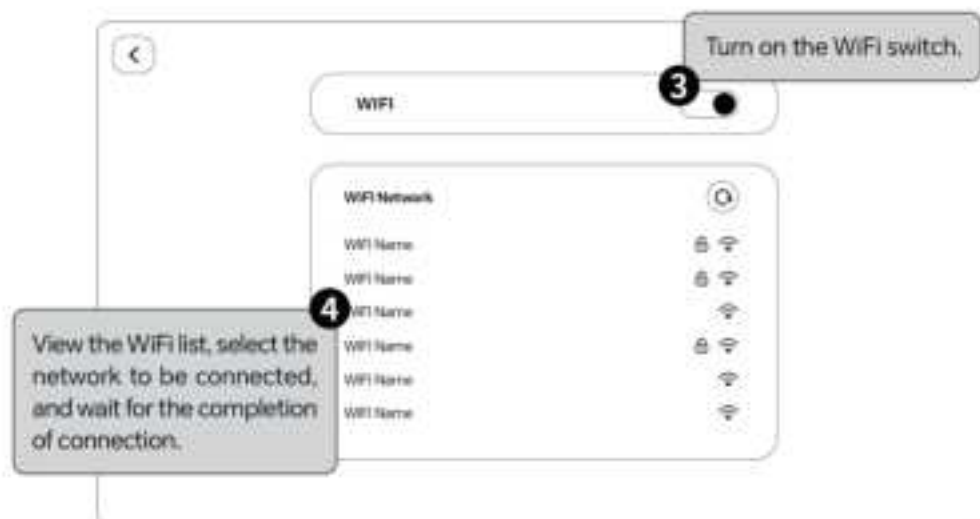 Turn on the WiFi switch.
3
WIFI
WIFI Network
WIFI Name
WIFI Name
4
WIFI Name
View the WiFi list, select the
WIFI Name
network to be connected,
WIFI Name
and wait for the completion
WIFI Name
of connection.